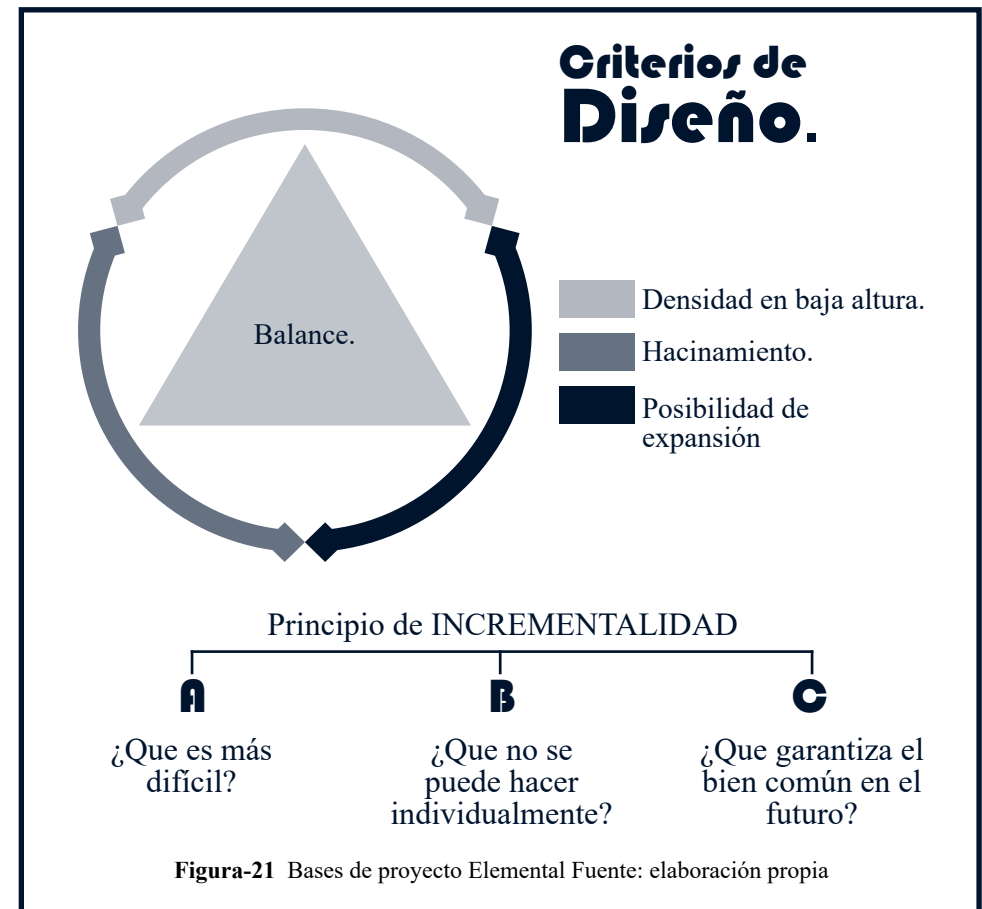 Criterios de
Diseño.
Balance.
Densidad en baja altura.
Hacinamiento.
Posibilidad de
expansión
Principio de INCREMENTALIDAD
A
B
C
¿Que es más
difícil?
¿Que no se
puede hacer
individualmente?
¿Que garantiza el
bien común en el
futuro?
Figura-21 Bases de proyecto Elemental Fuente: elaboración propia